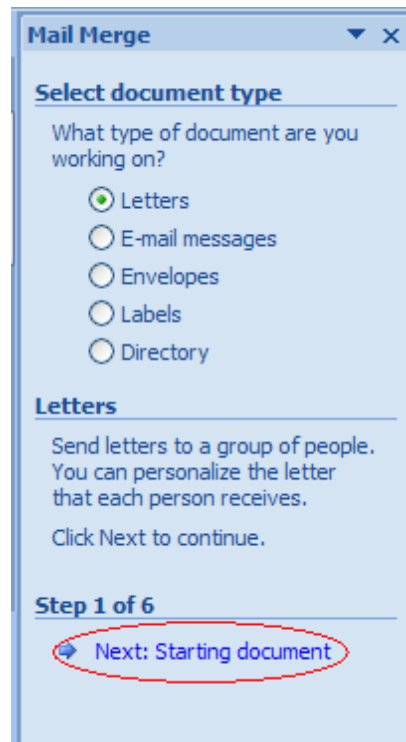 Mail Merge
Select document type
What type of document are you
working on?
Letters
E-mail messages
Envelopes
Labels
Directory
Letters
Send letters to a group of people.
You can personalize the letter
that each person receives.
Click Next to continue.
Step 1 of 6
Next: Starting document